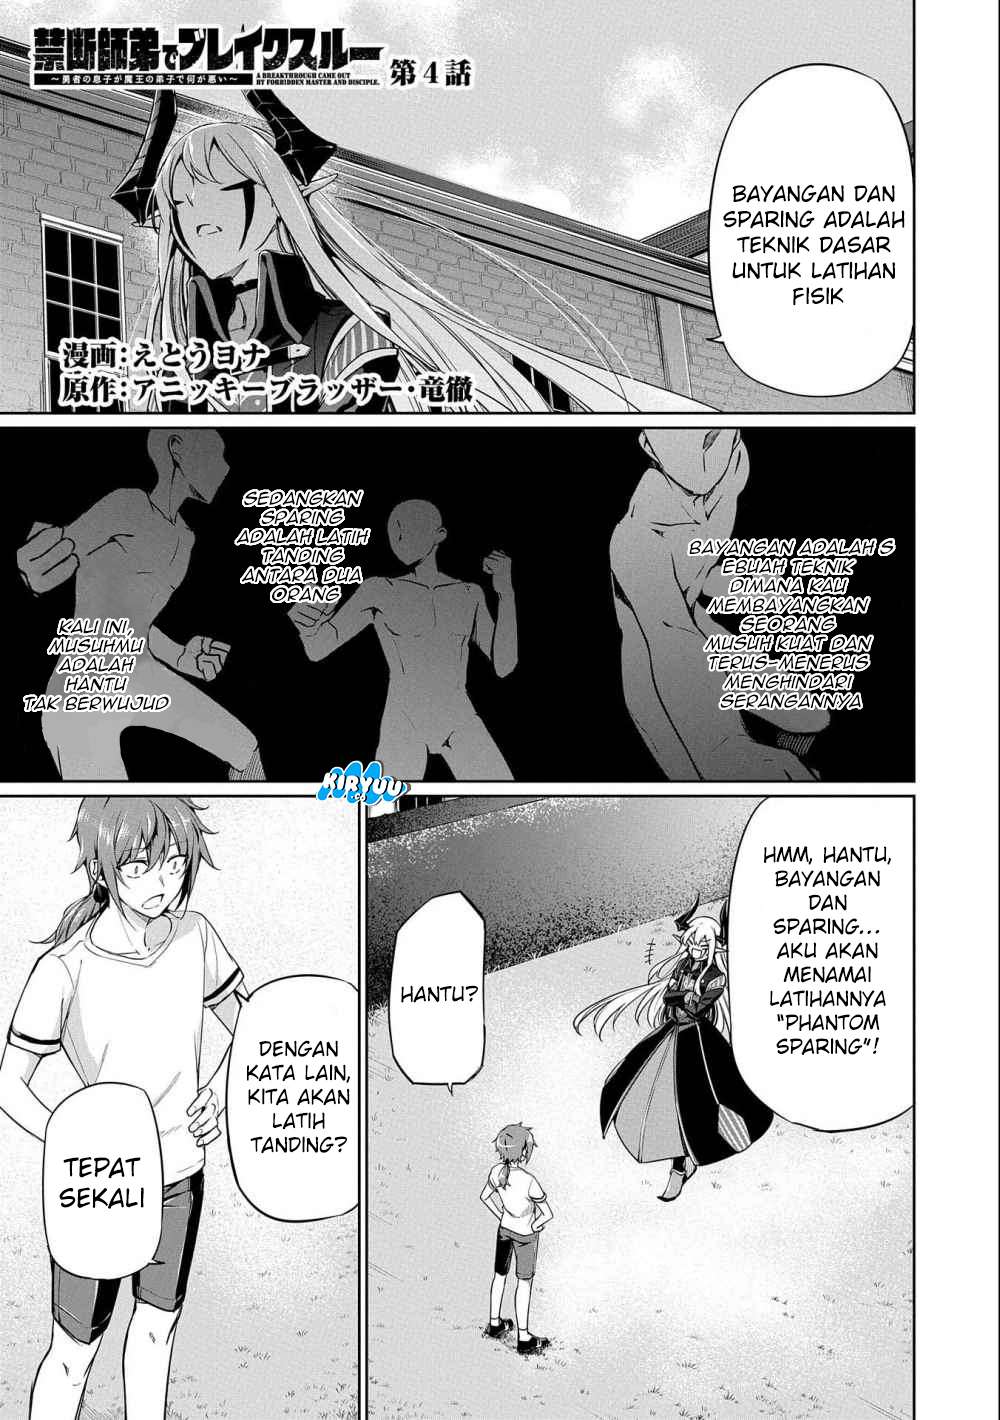 禁断師弟でブレイクスルー
～勇者の息子が魔王の弟子で何が悪い～
A BREAKTHROUGH CAME OUT
BY FORBIDDEN MASTER AND DISCIPLE.
第4話
BAYANGAN DAN
SPARING ADALAH
TEKNIK DASAR
UNTUK LATIHAN
FISIK
漫画:えとうヨナ
原作:アニッキーブラッザー・竜徹
BAYANGAN ADALAH S
EBUAH TEKNIK
DIMANA KAU
MEMBAYANGKAN
SEORANG
MUSUH KUAT DAN
TERUS-MENERUS
MENGHINDARI
SERANGANNYA
SEDANGKAN
SPARING
ADALAH LATIH
TANDING
ANTARA DUA
ORANG
KALI INI,
MUSUHMU
ADALAH
HANTU
TAK BERWUJUD
KIRYUU
HMM, HANTU,
BAYANGAN
DAN
SPARING...
AKU AKAN
MENAMAI
LATIHANNYA
"PHANTOM
SPARING"!
HANTU?
DENGAN
KATA LAIN,
KITA AKAN
LATIH
TANDING?
TEPAT
SEKALI